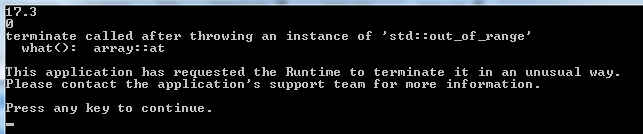 17.3
0
terminate called after throwing an instance of 'std::out_of_range'
  what():  array::at

This application has requested the Runtime to terminate it in an unusual way.
Please contact the application's support team for more information.

Press any key to continue.